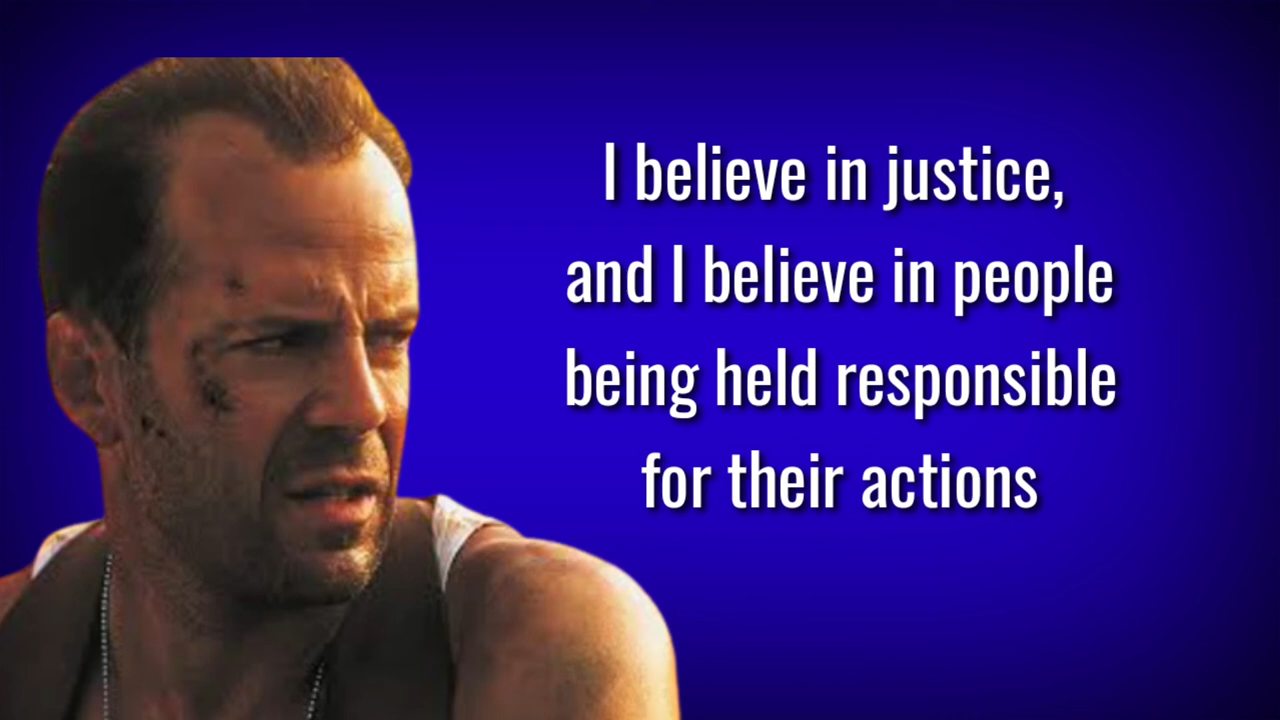 I believe in justice,
and I believe in people
being held responsible
for their actions